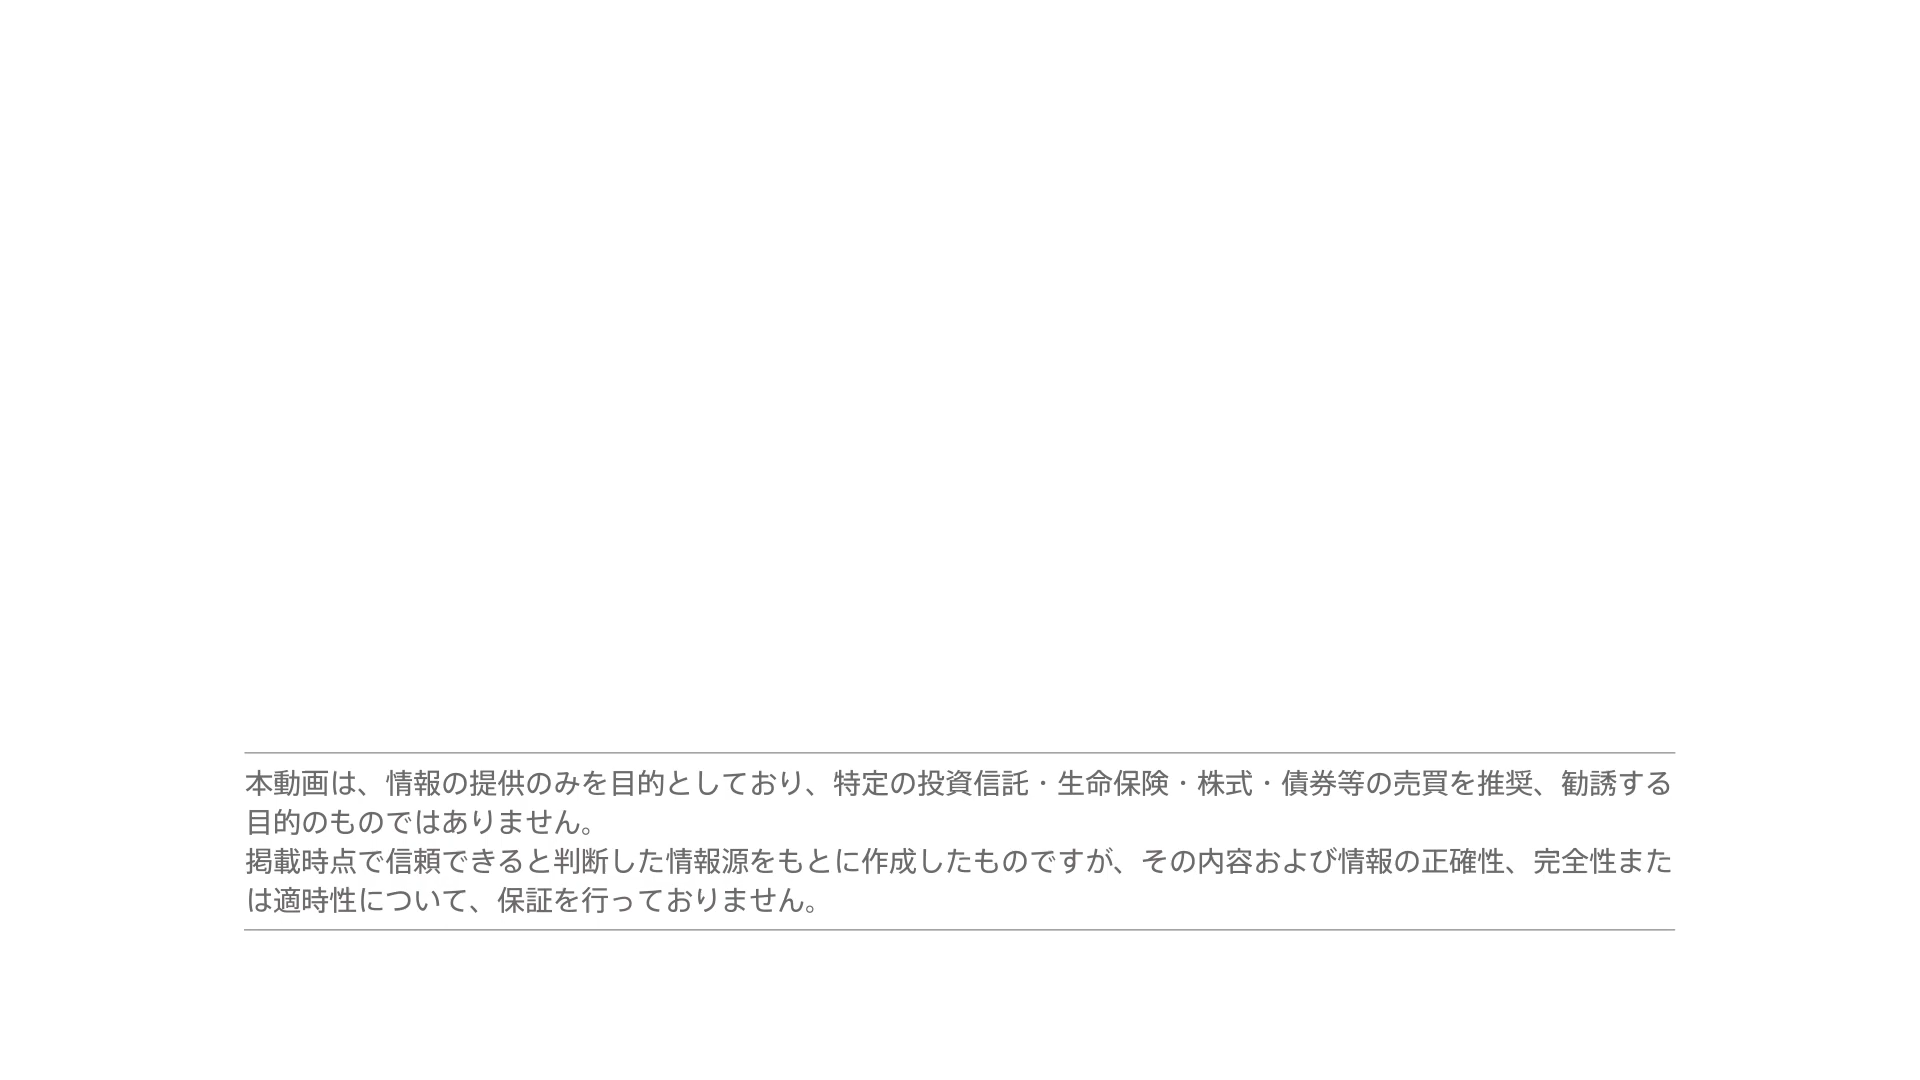 本動画は、情報の提供のみを目的としており、特定の投資信託・生命保険・株式・債券等の売買を推奨、勧誘する
目的のものではありません。
掲載時点で信頼できると判断した情報源をもとに作成したものですが、その内容および情報の正確性、完全性また
は適時性について、保証を行っておりません。